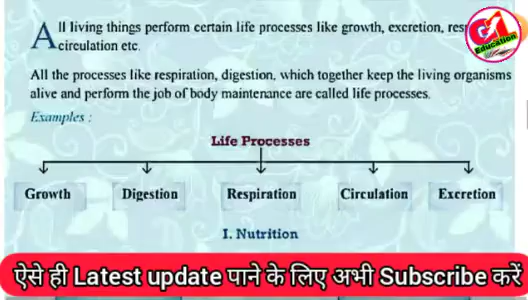 All living things perform certain life processes like growth, excretion,
circulation etc.
All the processes like respiration, digestion, which together keep the living organisms
alive and perform the job of body maintenance are called life processes.
Examples :
Life Processes
Growth Digestion Respiration Circulation Excretion
I. Nutrition
ऐसे ही Latest update पाने के लिए अभी Subscribe करें
Education